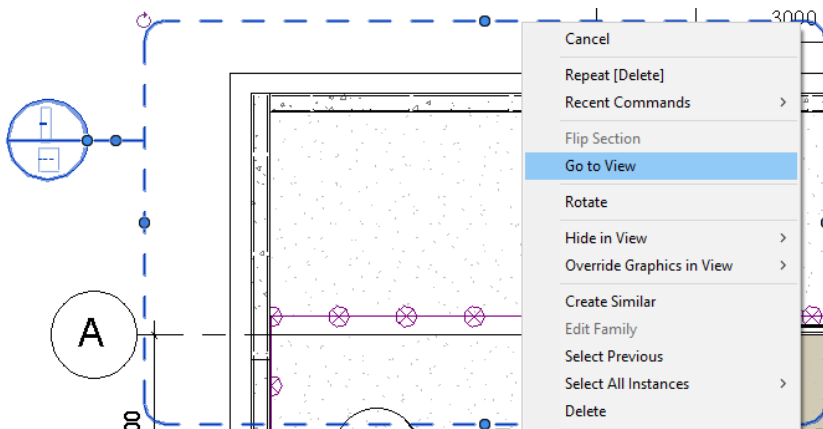 3000
Cancel
Repeat [Delete]
Recent Commands
Flip Section
Go to View
Rotate
Hide in View
Override Graphics in View
Create Similar
Edit Family
Select Previous
Select All Instances
Delete
A
00